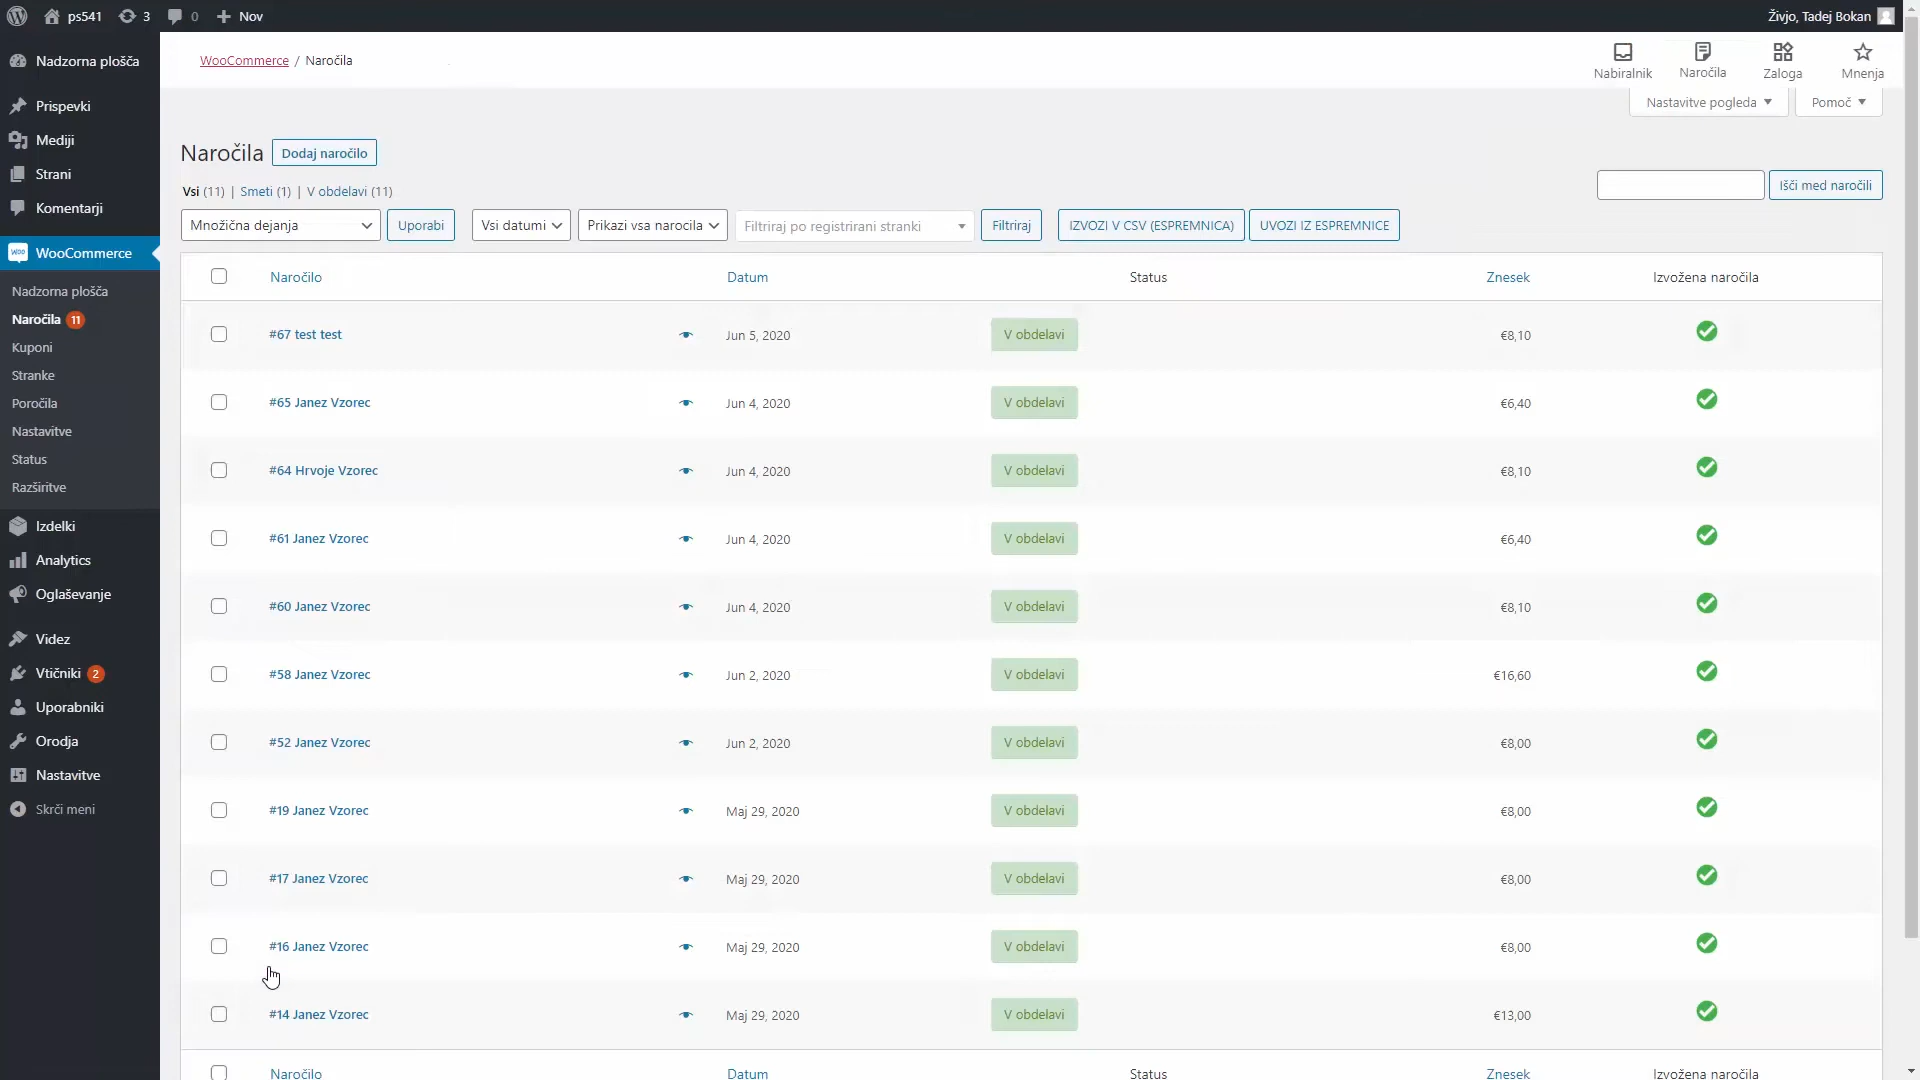 ps541 3 0 Nov Živjo, Tadej Bokan
Nadzorna plošča
Prispevki
Mediji
Strani
Komentarji
WooCommerce
Nadzorna plošča
Naročila 11
Kuponi
Stranke
Poročila
Nastavitve
Status
Razširitve
Izdelki
Analytics
Oglaševanje
Videz
Vtičniki 2
Uporabniki
Orodja
Nastavitve
Skrči meni
WooCommerce / Naročila
Nabiralnik Naročila Zaloga Mnenja
Nastavitve pogleda Pomoč
Naročila Dodaj naročilo
Vsi (11) | Smeti (1) | V obdelavi (11)
Išči med naročili
Množična dejanja Uporabi Vsi datumi Prikazi vsa narocila Filtriraj po registrirani stranki Filtriraj IZVOZI V CSV (ESPREMNICA) UVOZI IZ ESPREMNICE
Naročilo Datum Status Znesek Izvožena naročila
#67 test test Jun 5, 2020 V obdelavi €8,10
#65 Janez Vzorec Jun 4, 2020 V obdelavi €6,40
#64 Hrvoje Vzorec Jun 4, 2020 V obdelavi €8,10
#61 Janez Vzorec Jun 4, 2020 V obdelavi €6,40
#60 Janez Vzorec Jun 4, 2020 V obdelavi €8,10
#58 Janez Vzorec Jun 2, 2020 V obdelavi €16,60
#52 Janez Vzorec Jun 2, 2020 V obdelavi €8,00
#19 Janez Vzorec Maj 29, 2020 V obdelavi €8,00
#17 Janez Vzorec Maj 29, 2020 V obdelavi €8,00
#16 Janez Vzorec Maj 29, 2020 V obdelavi €8,00
#14 Janez Vzorec Maj 29, 2020 V obdelavi €13,00
Naročilo Datum Status Znesek Izvožena naročila